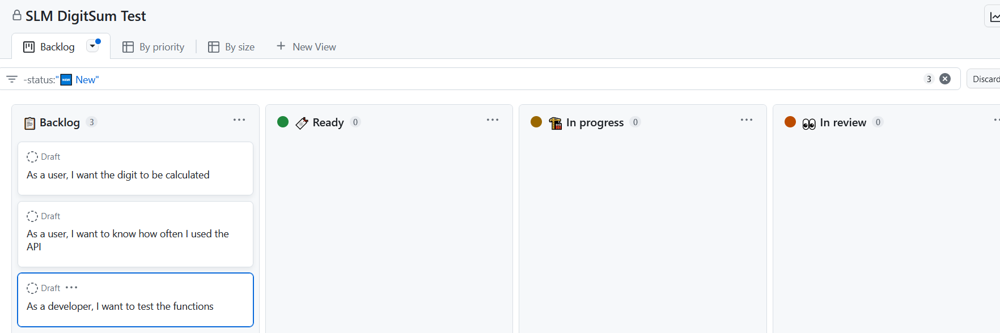 SLM DigitSum Test
Backlog
By priority
By size
New View
-status:"🆕 New"
3
Discard
Backlog 3
Draft
As a user, I want the digit to be calculated
Draft
As a user, I want to know how often I used the
API
Draft
As a developer, I want to test the functions
Ready 0
In progress 0
In review 0